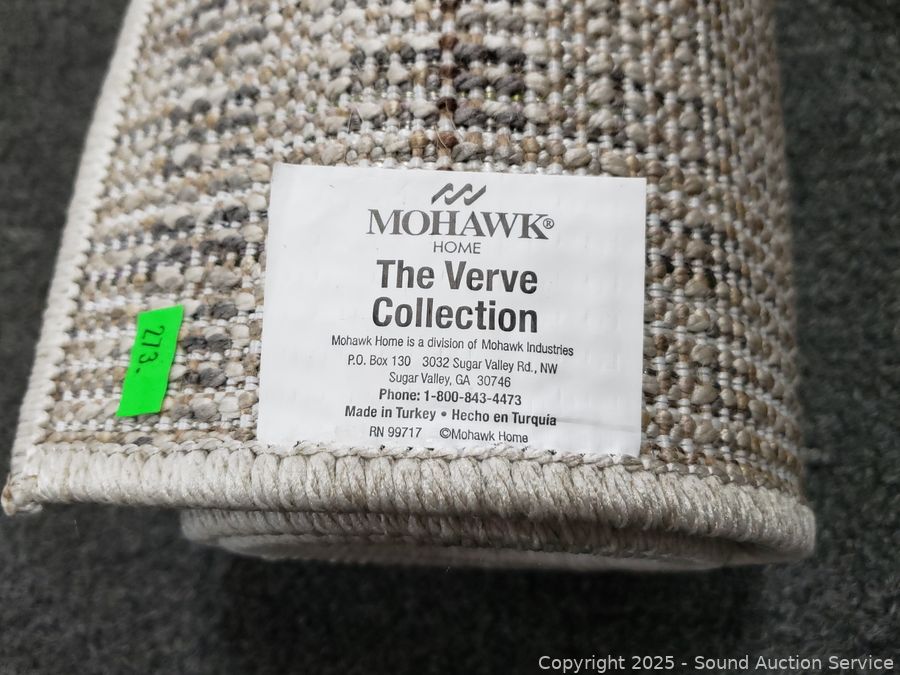 MOHAWK®
HOME
The Verve
Collection
Mohawk Home is a division of Mohawk Industries
P.O. Box 130 3032 Sugar Valley Rd., NW
Sugar Valley, GA 30746
Phone: 1-800-843-4473
Made in Turkey • Hecho en Turquía
RN 99717 ©Mohawk Home
273.
Copyright 2025 - Sound Auction Service